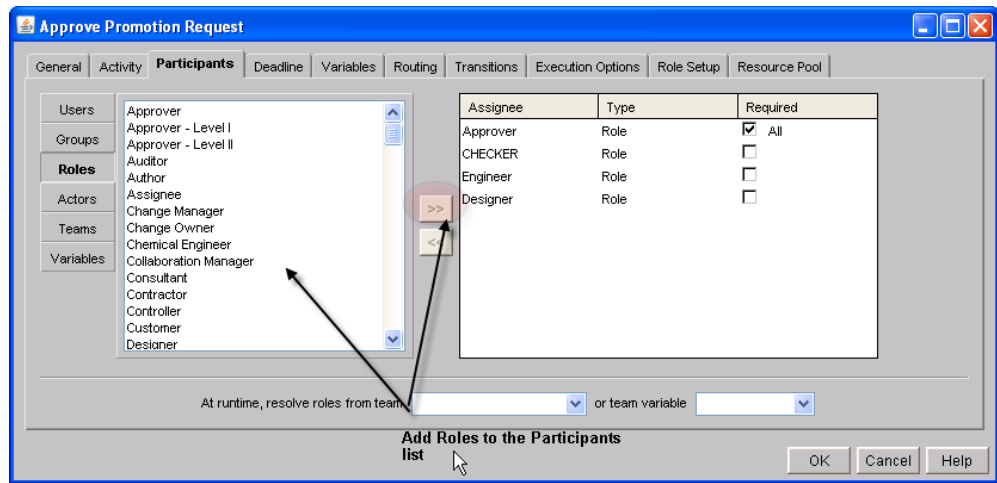 Approve Promotion Request
General Activity Participants Deadline Variables Routing Transitions Execution Options Role Setup Resource Pool
Users
Groups
Roles
Actors
Teams
Variables
Approver
Approver - Level I
Approver - Level II
Auditor
Author
Assignee
Change Manager
Change Owner
Chemical Engineer
Collaboration Manager
Consultant
Contractor
Controller
Customer
Designer
>>
<<
Assignee Type Required
Approver Role All
CHECKER Role
Engineer Role
Designer Role
At runtime, resolve roles from team or team variable
Add Roles to the Participants
list
OK Cancel Help